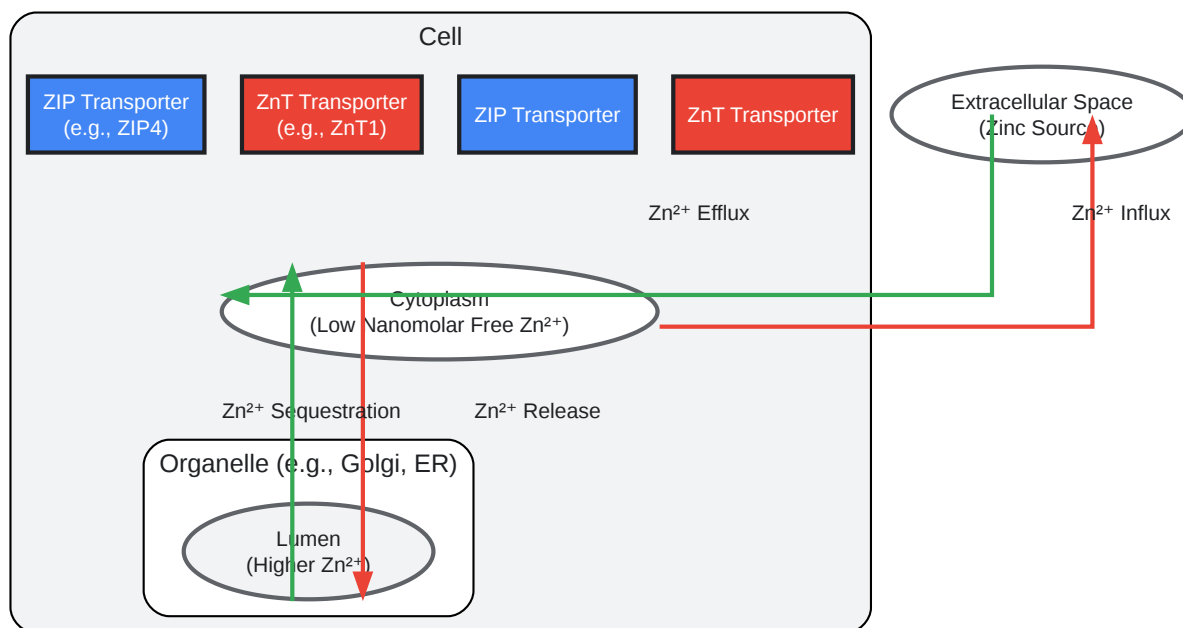 Cell
ZIP Transporter
(e.g., ZIP4)
ZnT Transporter
(e.g., ZnT1)
ZIP Transporter
ZnT Transporter
Extracellular Space
(Zinc Source)
Zn²⁺ Efflux
Zn²⁺ Influx
Cytoplasm
(Low Nanomolar Free Zn²⁺)
Zn²⁺ Sequestration
Zn²⁺ Release
Organelle (e.g., Golgi, ER)
Lumen
(Higher Zn²⁺)